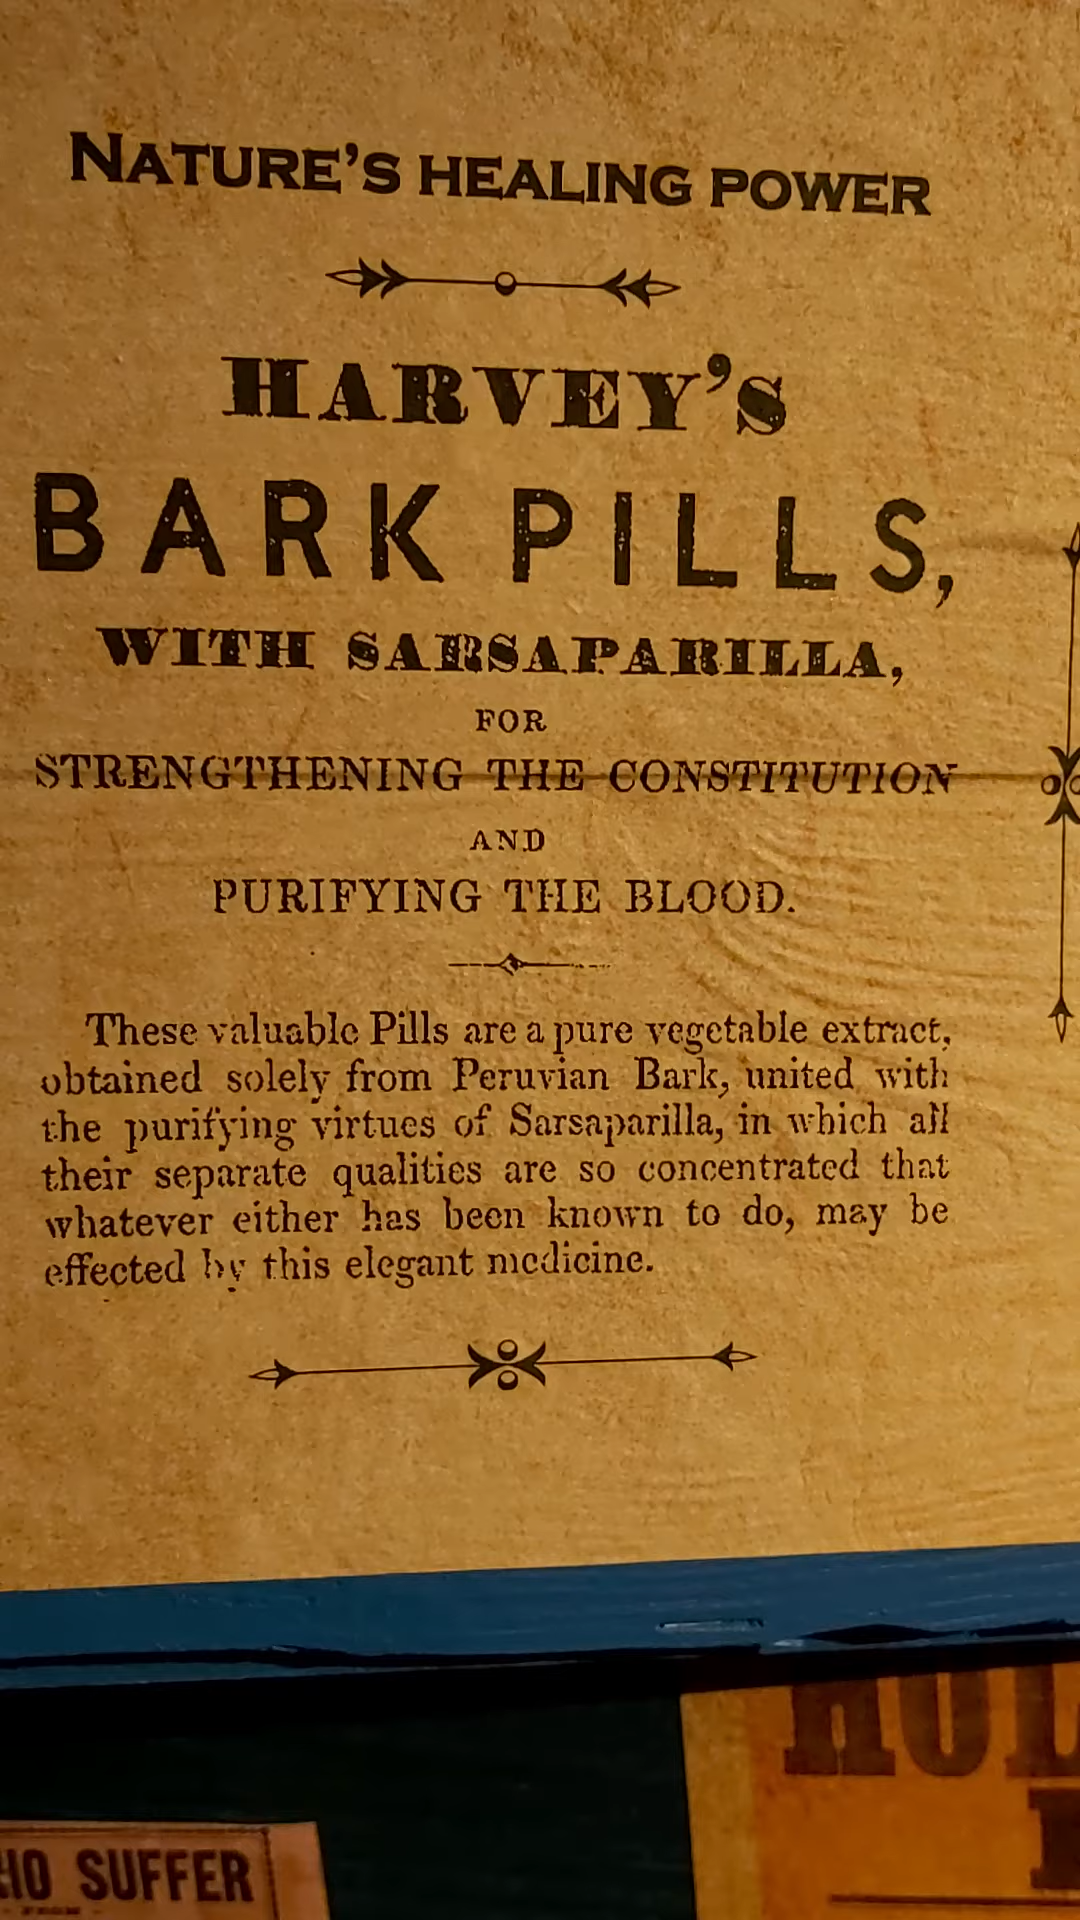 NATURE'S HEALING POWER
HARVEY'S
BARK PILLS,
WITH SARSAPARILLA,
FOR
STRENGTHENING THE CONSTITUTION
AND
PURIFYING THE BLOOD.
These valuable Pills are a pure vegetable extract,
obtained solely from Peruvian Bark, united with
the purifying virtues of Sarsaparilla, in which all
their separate qualities are so concentrated that
whatever either has been known to do, may be
effected by this elegant medicine.
HO SUFFER
FROM